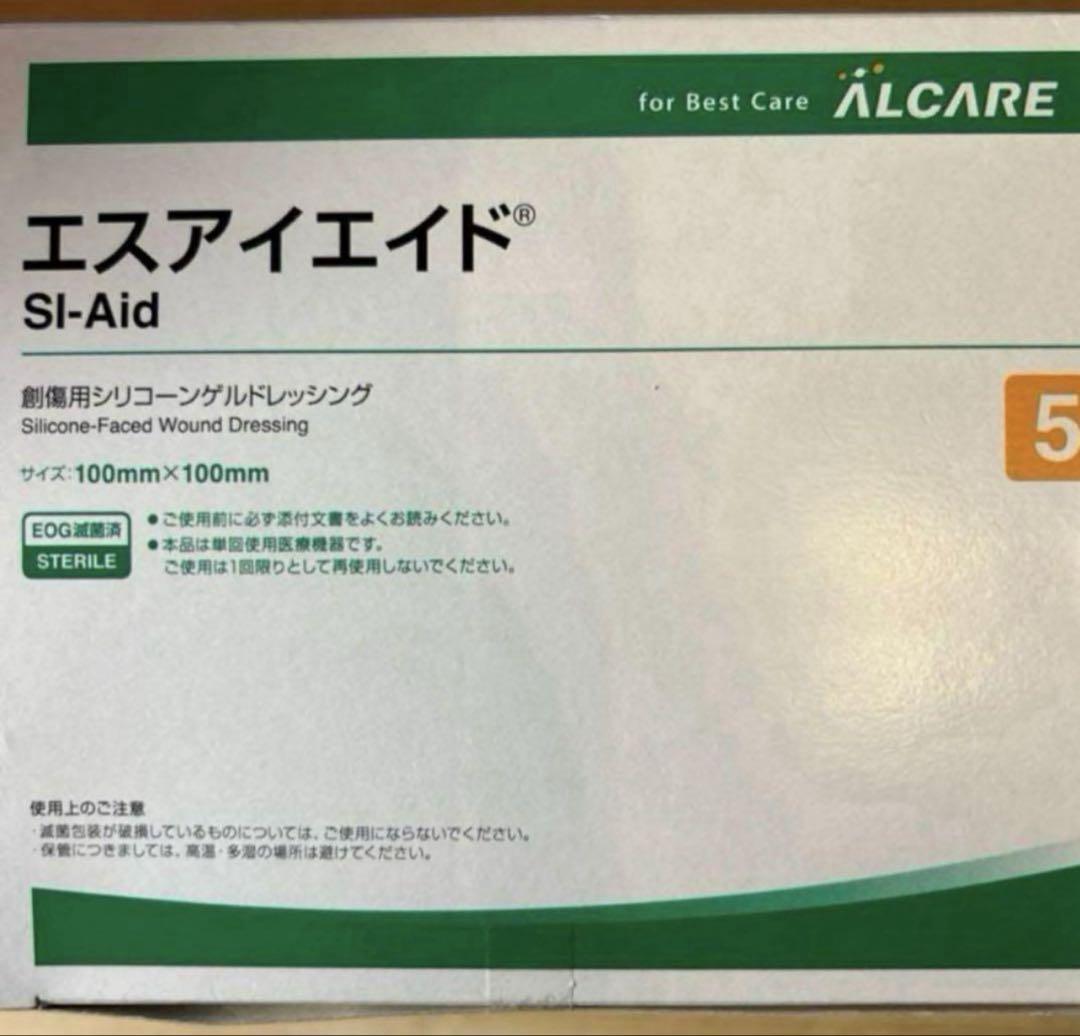 for Best Care ALCARE
エスアイエイド®
SI-Aid
創傷用シリコーンゲルドレッシング
Silicone-Faced Wound Dressing
サイズ:100mm×100mm
5
EOG滅菌済
STERILE
●ご使用前に必ず添付文書をよくお読みください。
●本品は単回使用医療機器です。
ご使用は1回限りとして再使用しないでください。
使用上のご注意
・滅菌包装が破損しているものについては、ご使用にならないでください。
・保管につきましては、高温・多湿の場所は避けてください。